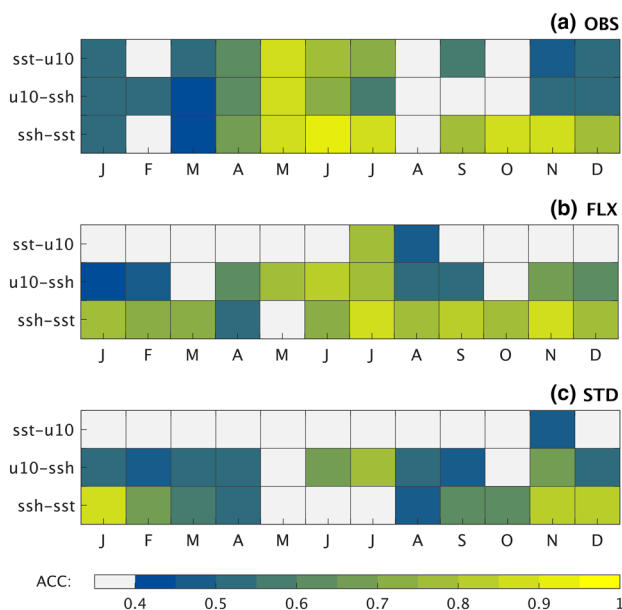 (a) OBS
sst-u10
u10-ssh
ssh-sst
J F M A M J J A S O N D
(b) FLX
sst-u10
u10-ssh
ssh-sst
J F M A M J J A S O N D
(c) STD
sst-u10
u10-ssh
ssh-sst
J F M A M J J A S O N D
ACC:
0.4 0.5 0.6 0.7 0.8 0.9 1